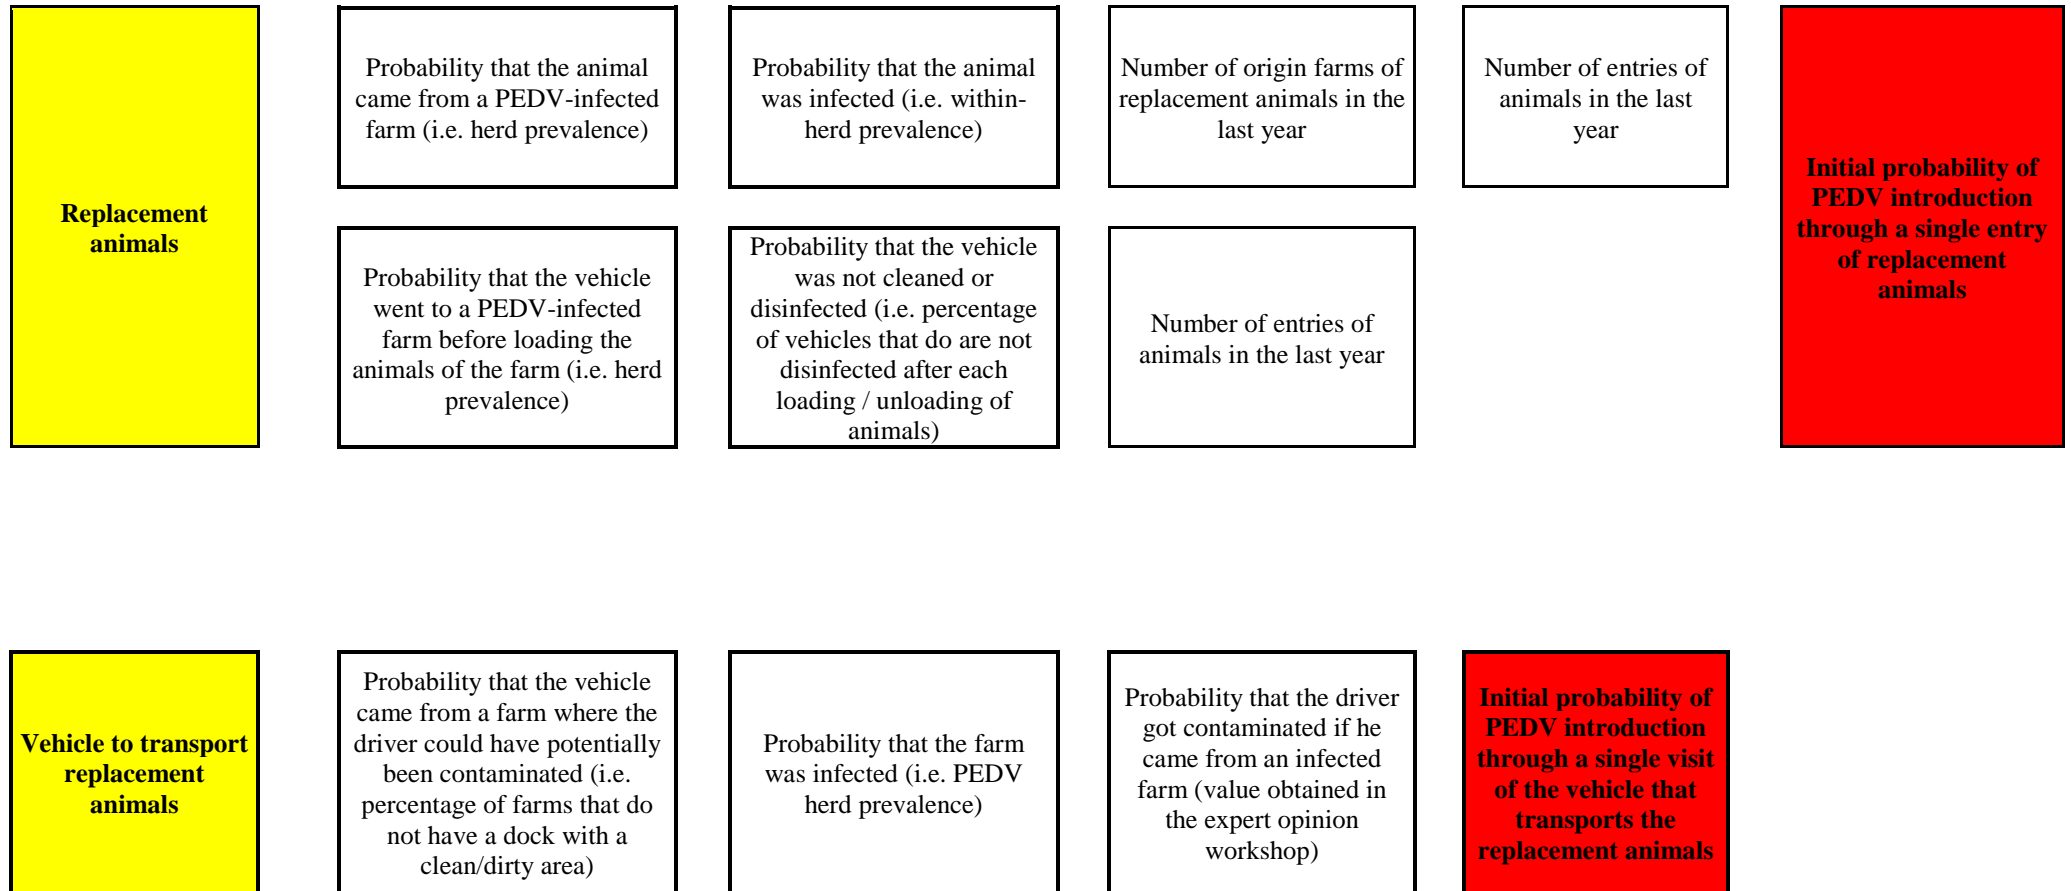 Replacement
animals
Probability that the animal
came from a PEDV-infected
farm (i.e. herd prevalence)
Probability that the animal
was infected (i.e. within-
herd prevalence)
Number of origin farms of
replacement animals in the
last year
Number of entries of
animals in the last
year
Initial probability of
PEDV introduction
through a single entry
of replacement
animals
Probability that the vehicle
went to a PEDV-infected
farm before loading the
animals of the farm (i.e. herd
prevalence)
Probability that the vehicle
was not cleaned or
disinfected (i.e. percentage
of vehicles that do are not
disinfected after each
loading / unloading of
animals)
Number of entries of
animals in the last year
Vehicle to transport
replacement
animals
Probability that the vehicle
came from a farm where the
driver could have potentially
been contaminated (i.e.
percentage of farms that do
not have a dock with a
clean/dirty area)
Probability that the farm
was infected (i.e. PEDV
herd prevalence)
Probability that the driver
got contaminated if he
came from an infected
farm (value obtained in
the expert opinion
workshop)
Initial probability of
PEDV introduction
through a single visit
of the vehicle that
transports the
replacement animals